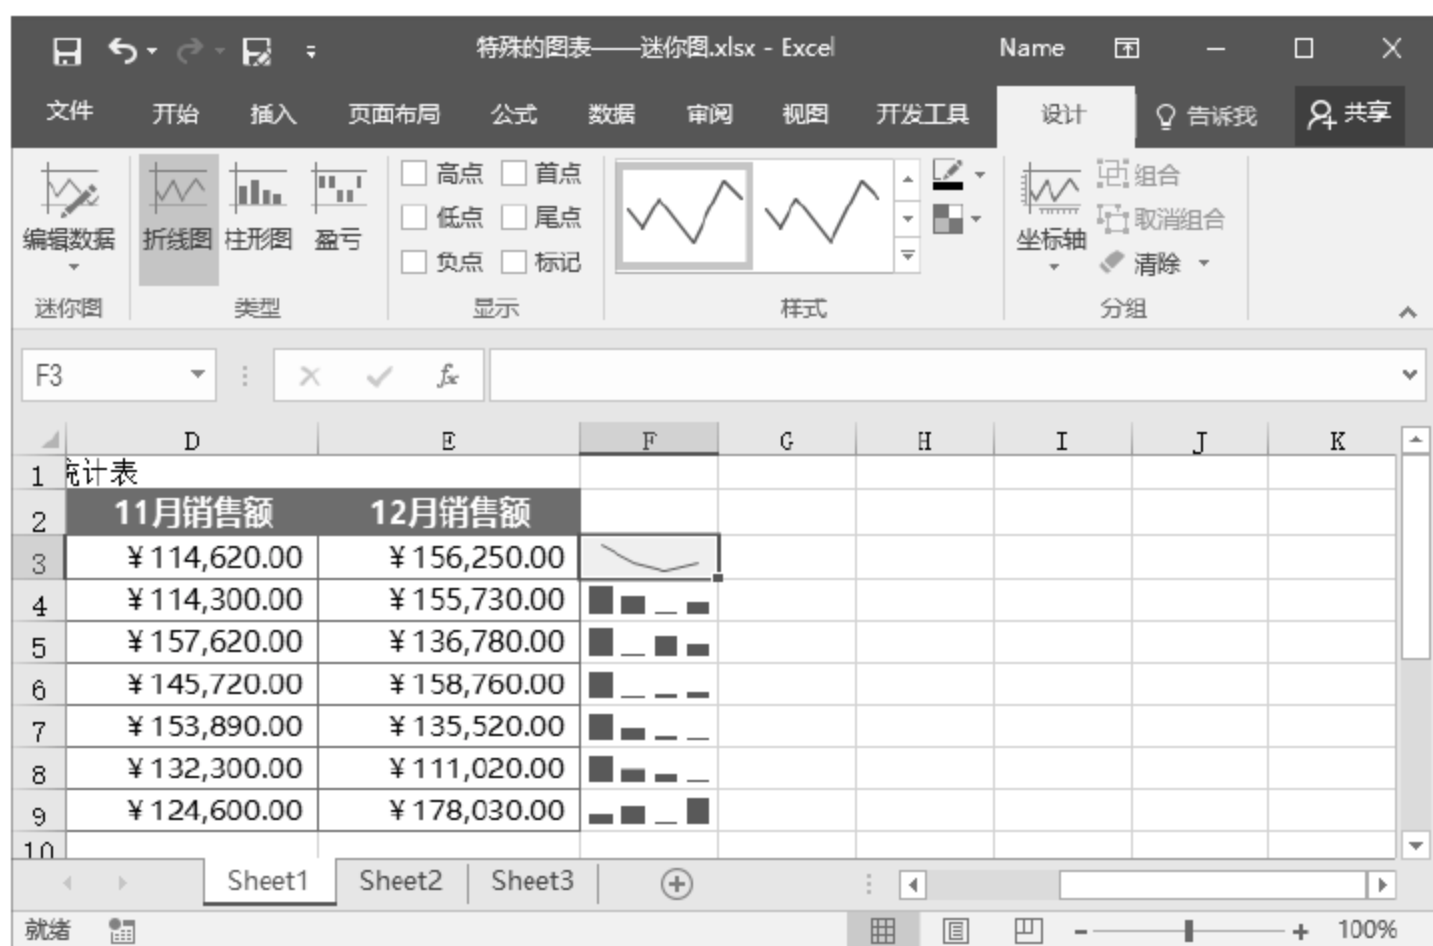 特殊的图表——迷你图.xlsx - Excel Name
文件 开始 插入 页面布局 公式 数据 审阅 视图 开发工具 设计 告诉我 共享
高点 首点
组合
低点 尾点
取消组合
编辑数据 折线图 柱形图 盈亏
坐标轴
负点 标记
清除
迷你图 类型 显示 样式 分组
F3 fx
D E F G H I J K
1 统计表
2 11月销售额 12月销售额
3 ¥114,620.00 ¥156,250.00
4 ¥114,300.00 ¥155,730.00
5 ¥157,620.00 ¥136,780.00
6 ¥145,720.00 ¥158,760.00
7 ¥153,890.00 ¥135,520.00
8 ¥132,300.00 ¥111,020.00
9 ¥124,600.00 ¥178,030.00
10
Sheet1 Sheet2 Sheet3
就绪 100%